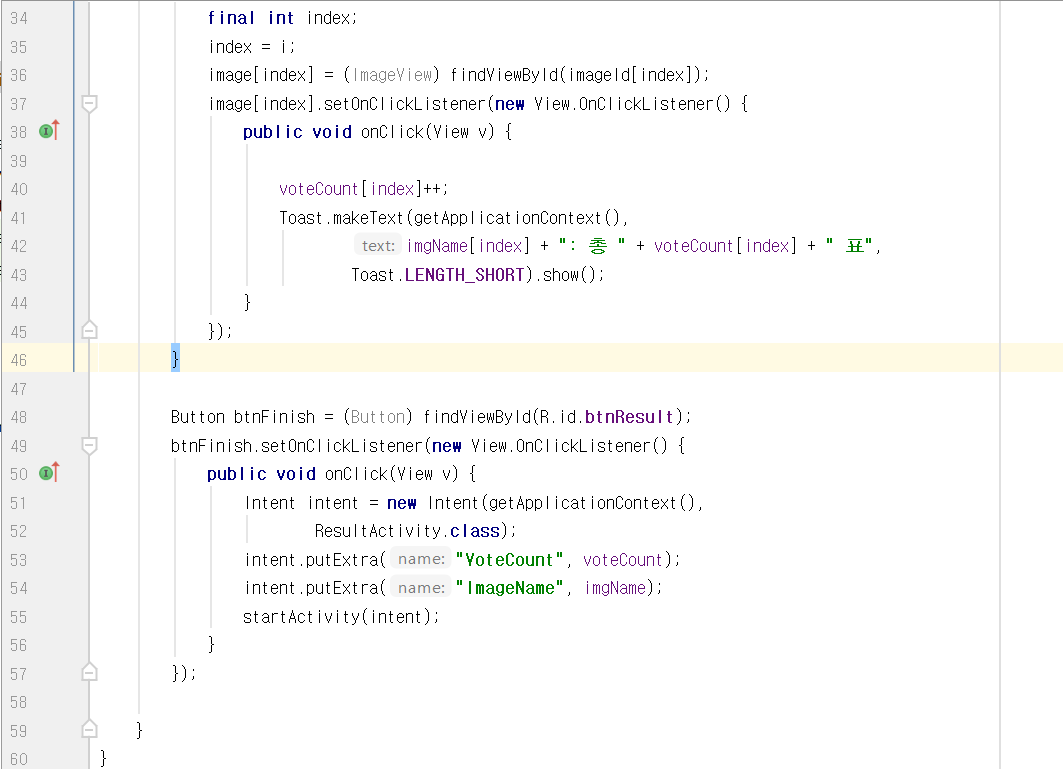 34 final int index;
35 index = i;
36 image[index] = (ImageView) findViewById(imageId[index]);
37 image[index].setOnClickListener(new View.OnClickListener() {
38 public void onClick(View v) {
39
40 voteCount[index]++;
41 Toast.makeText(getApplicationContext(),
42 text: imgName[index] + ": 총 " + voteCount[index] + " 표",
43 Toast.LENGTH_SHORT).show();
44 }
45 });
46 }
47
48 Button btnFinish = (Button) findViewById(R.id.btnResult);
49 btnFinish.setOnClickListener(new View.OnClickListener() {
50 public void onClick(View v) {
51 Intent intent = new Intent(getApplicationContext(),
52 ResultActivity.class);
53 intent.putExtra( name: "VoteCount", voteCount);
54 intent.putExtra( name: "ImageName", imgName);
55 startActivity(intent);
56 }
57 });
58
59 }
60 }